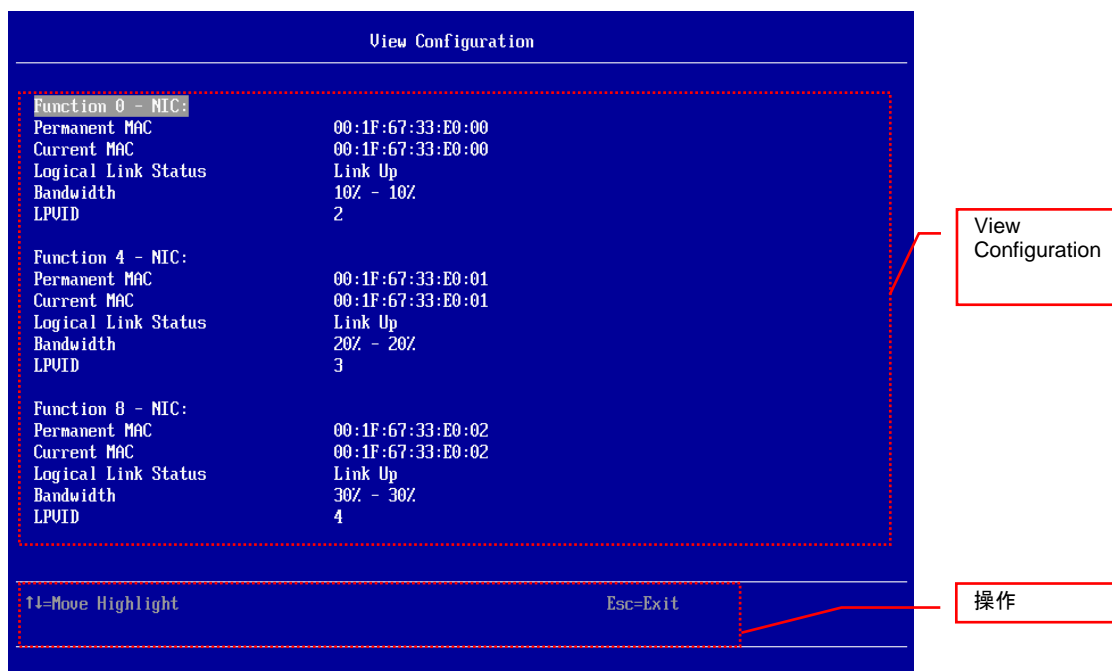 View Configuration
Function 0 - NIC:
Permanent MAC 00:1F:67:33:E0:00
Current MAC 00:1F:67:33:E0:00
Logical Link Status Link Up
Bandwidth 10% - 10%
LPVID 2
Function 4 - NIC:
Permanent MAC 00:1F:67:33:E0:01
Current MAC 00:1F:67:33:E0:01
Logical Link Status Link Up
Bandwidth 20% - 20%
LPVID 3
Function 8 - NIC:
Permanent MAC 00:1F:67:33:E0:02
Current MAC 00:1F:67:33:E0:02
Logical Link Status Link Up
Bandwidth 30% - 30%
LPVID 4
↑↓=Move Highlight Esc=Exit
View
Configuration
操作